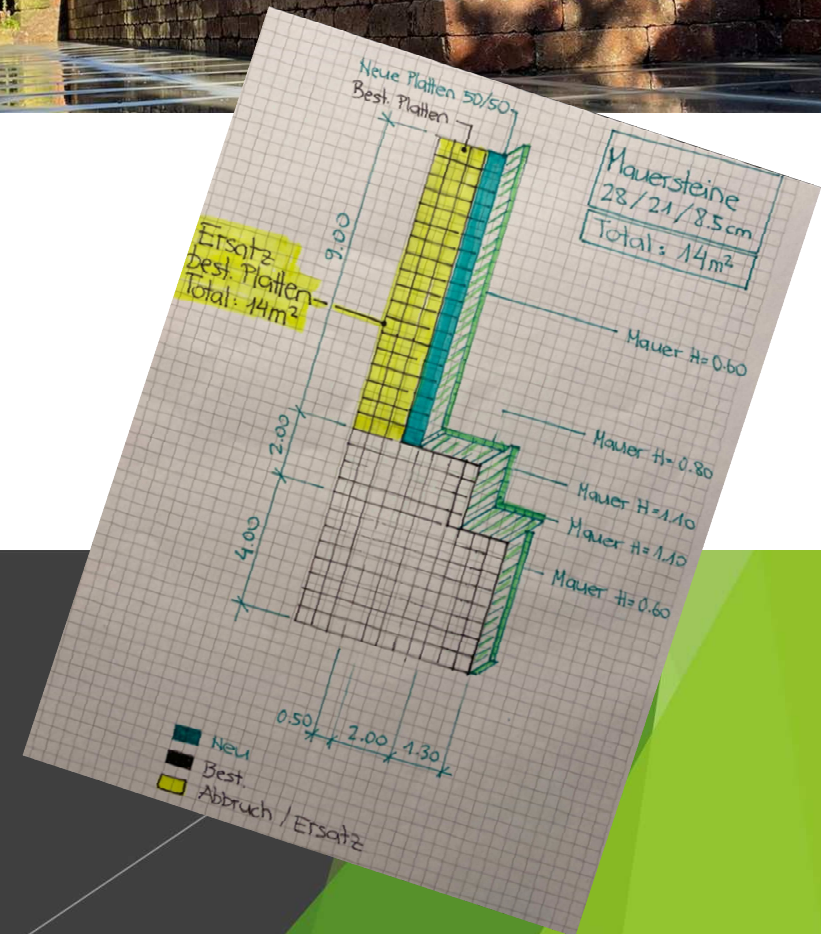 Neue Platten 50/50
Best. Platten
Mauersteine
28/21/8.5cm
Total: 14m²
9.00
Ersatz
best. Platten
Total: 14m²
Mauer H=0.60
2.00
Mauer H=0.80
Mauer H=1.10
4.00
Mauer H=1.10
Mauer H=0.60
0.50 2.00 1.30
Neu
Best.
Abbruch / Ersatz